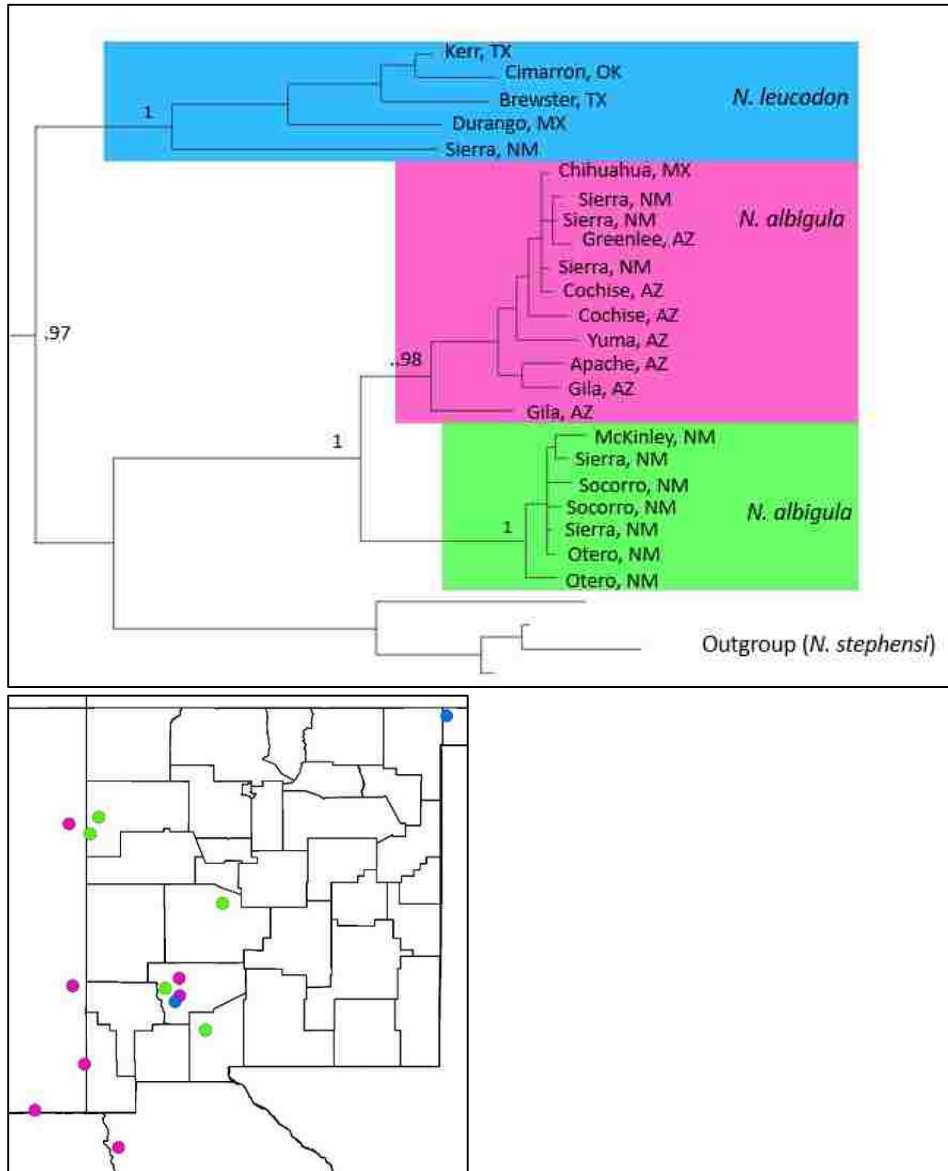 Kerr, TX
Cimarron, OK
N. leucodon
Brewster, TX
1
Durango, MX
Sierra, NM
Chihuahua, MX
Sierra, NM
N. albigula
Sierra, NM
Greenlee, AZ
Sierra, NM
Cochise, AZ
Cochise, AZ
.97
Yuma, AZ
..98
Apache, AZ
Gila, AZ
Gila, AZ
1
McKinley, NM
Sierra, NM
Socorro, NM
Socorro, NM
N. albigula
1
Sierra, NM
Otero, NM
Otero, NM
Outgroup (N. stephensi)